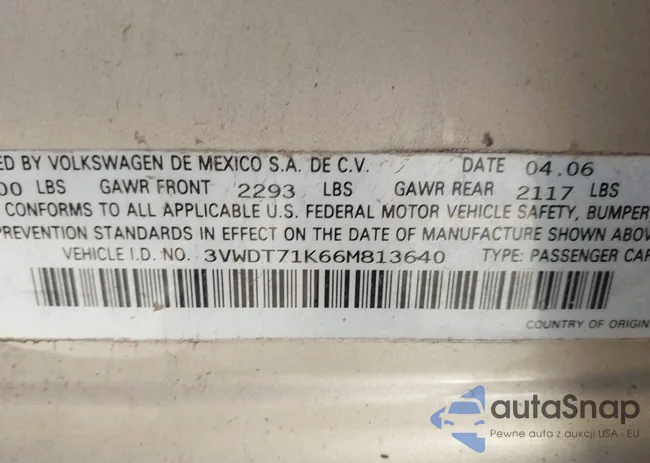 ED BY VOLKSWAGEN DE MEXICO S.A. DE C.V. DATE 04.06
00 LBS GAWR FRONT 2293 LBS GAWR REAR 2117 LBS
CONFORMS TO ALL APPLICABLE U.S. FEDERAL MOTOR VEHICLE SAFETY, BUMPER
PREVENTION STANDARDS IN EFFECT ON THE DATE OF MANUFACTURE SHOWN ABOV
VEHICLE I.D. NO. 3VWDT71K66M813640 TYPE: PASSENGER CAR
COUNTRY OF ORIGIN
autaSnap
Pewne auta z aukcji USA i EU